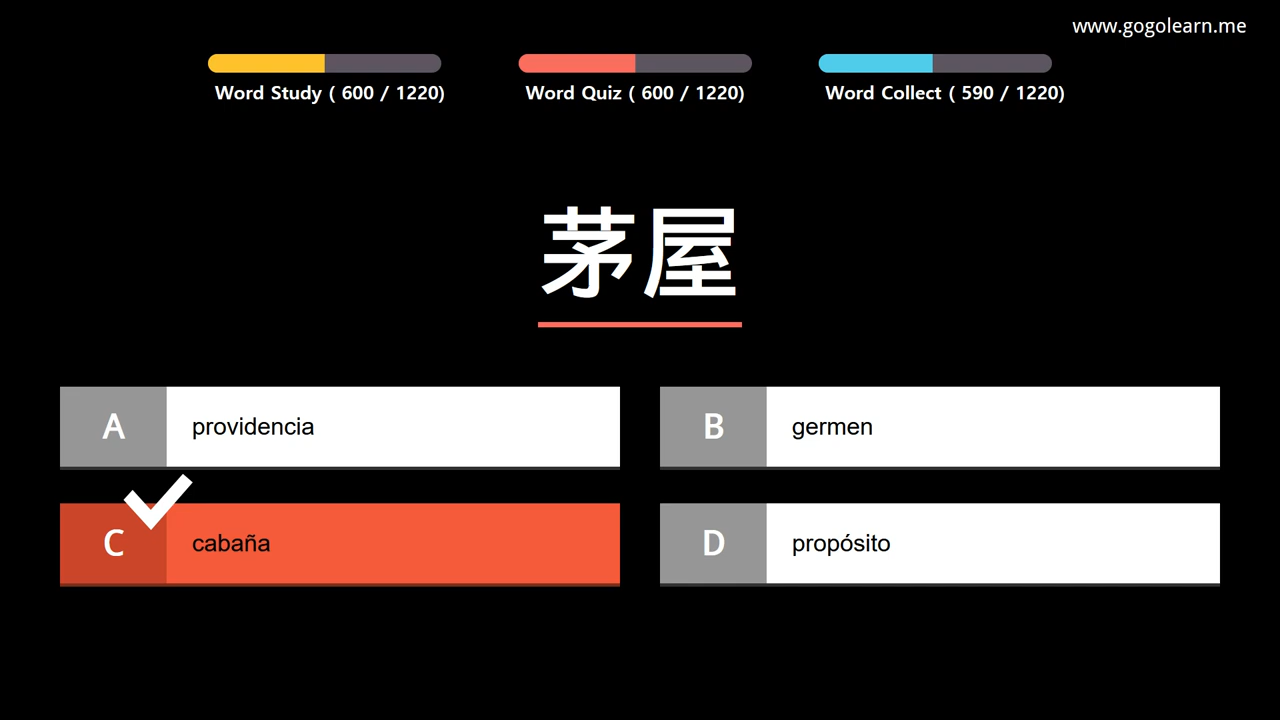 www.gogolearn.me
Word Study ( 600 / 1220)
Word Quiz ( 600 / 1220)
Word Collect ( 590 / 1220)
茅屋
A providencia
B germen
C cabaña
D propósito